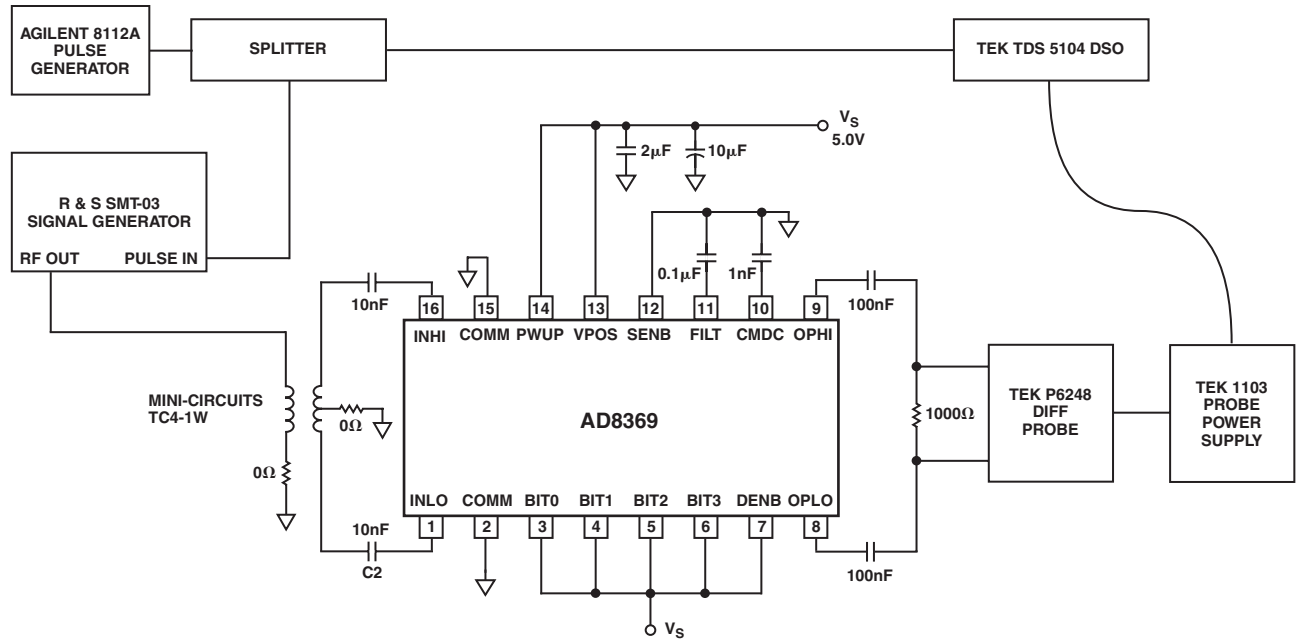 AGILENT 8112A
PULSE
GENERATOR
SPLITTER
TEK TDS 5104 DSO
VS
5.0V
2µF
10µF
R & S SMT-03
SIGNAL GENERATOR
RF OUT
PULSE IN
0.1µF
1nF
10nF
100nF
16
15
14
13
12
11
10
9
INHI
COMM
PWUP
VPOS
SENB
FILT
CMDC
OPHI
MINI-CIRCUITS
TC4-1W
0Ω
0Ω
AD8369
1000Ω
TEK P6248
DIFF
PROBE
TEK 1103
PROBE
POWER
SUPPLY
INLO
COMM
BIT0
BIT1
BIT2
BIT3
DENB
OPLO
1
2
3
4
5
6
7
8
10nF
C2
100nF
VS